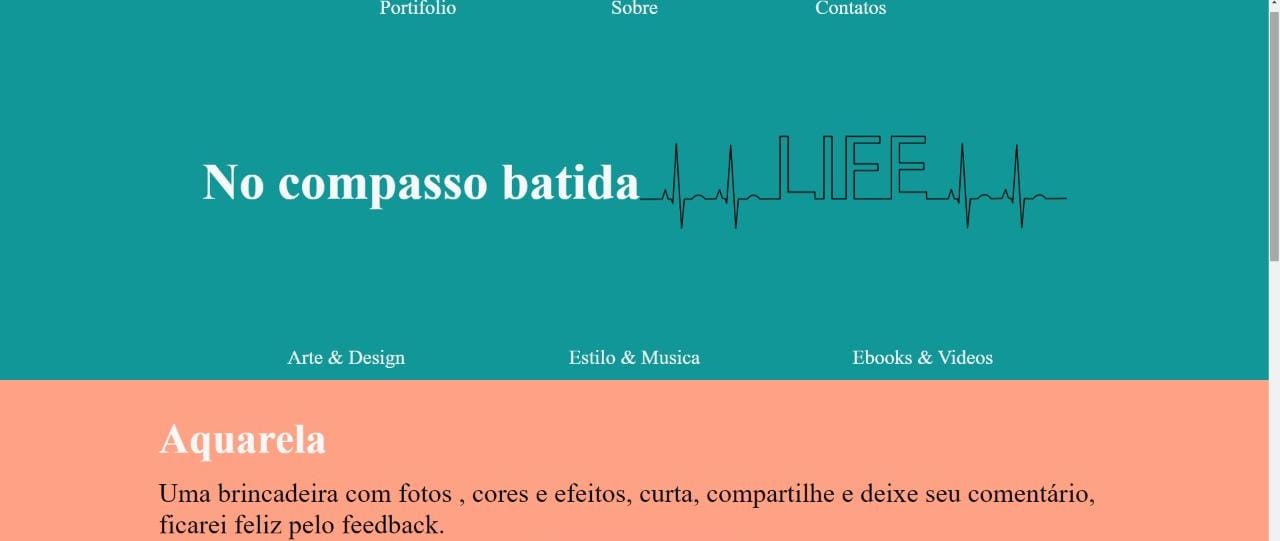 Portifolio Sobre Contatos
No compasso batida LIFE
Arte & Design Estilo & Musica Ebooks & Videos
Aquarela
Uma brincadeira com fotos , cores e efeitos, curta, compartilhe e deixe seu comentário,
ficarei feliz pelo feedback.